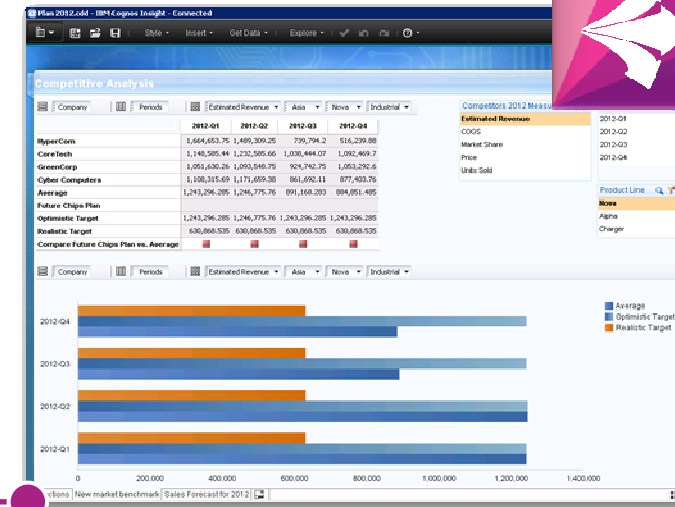 Plan 2012.cdd - IBM Cognos Insight - Connected
Style Insert Get Data Explore
Competitive Analysis
Company Periods Estimated Revenue Asia Nova Industrial
2012-Q1 2012-Q2 2012-Q3 2012-Q4
HyperCom 1,664,653.75 1,489,309.25 739,794.2 516,239.88
CoreTech 1,148,585.44 1,232,505.66 1,038,444.07 1,092,469.7
GreenCorp 1,051,630.26 1,093,548.75 924,742.75 1,053,292.6
Cyber Computers 1,108,315.69 1,171,659.38 861,692.11 877,403.76
Average 1,243,296.285 1,246,775.76 891,168.283 884,851.485
Future Chips Plan
Optimistic Target 1,243,296.285 1,246,775.76 1,243,296.285 1,243,296.285
Realistic Target 630,868.535 630,868.535 630,868.535 630,868.535
Compare Future Chips Plan vs. Average
Competitors 2012 Measu
Estimated Revenue
COGS
Market Share
Price
Units Sold
2012-Q1
2012-Q2
2012-Q3
2012-Q4
Product Line
Nova
Alpha
Charger
Company Periods Estimated Revenue Asia Nova Industrial
Average
Optimistic Target
Realistic Target
2012-Q4
2012-Q3
2012-Q2
2012-Q1
0 200,000 400,000 600,000 800,000 1,000,000 1,200,000 1,400,000
ctions New market benchmark Sales Forecast for 2012